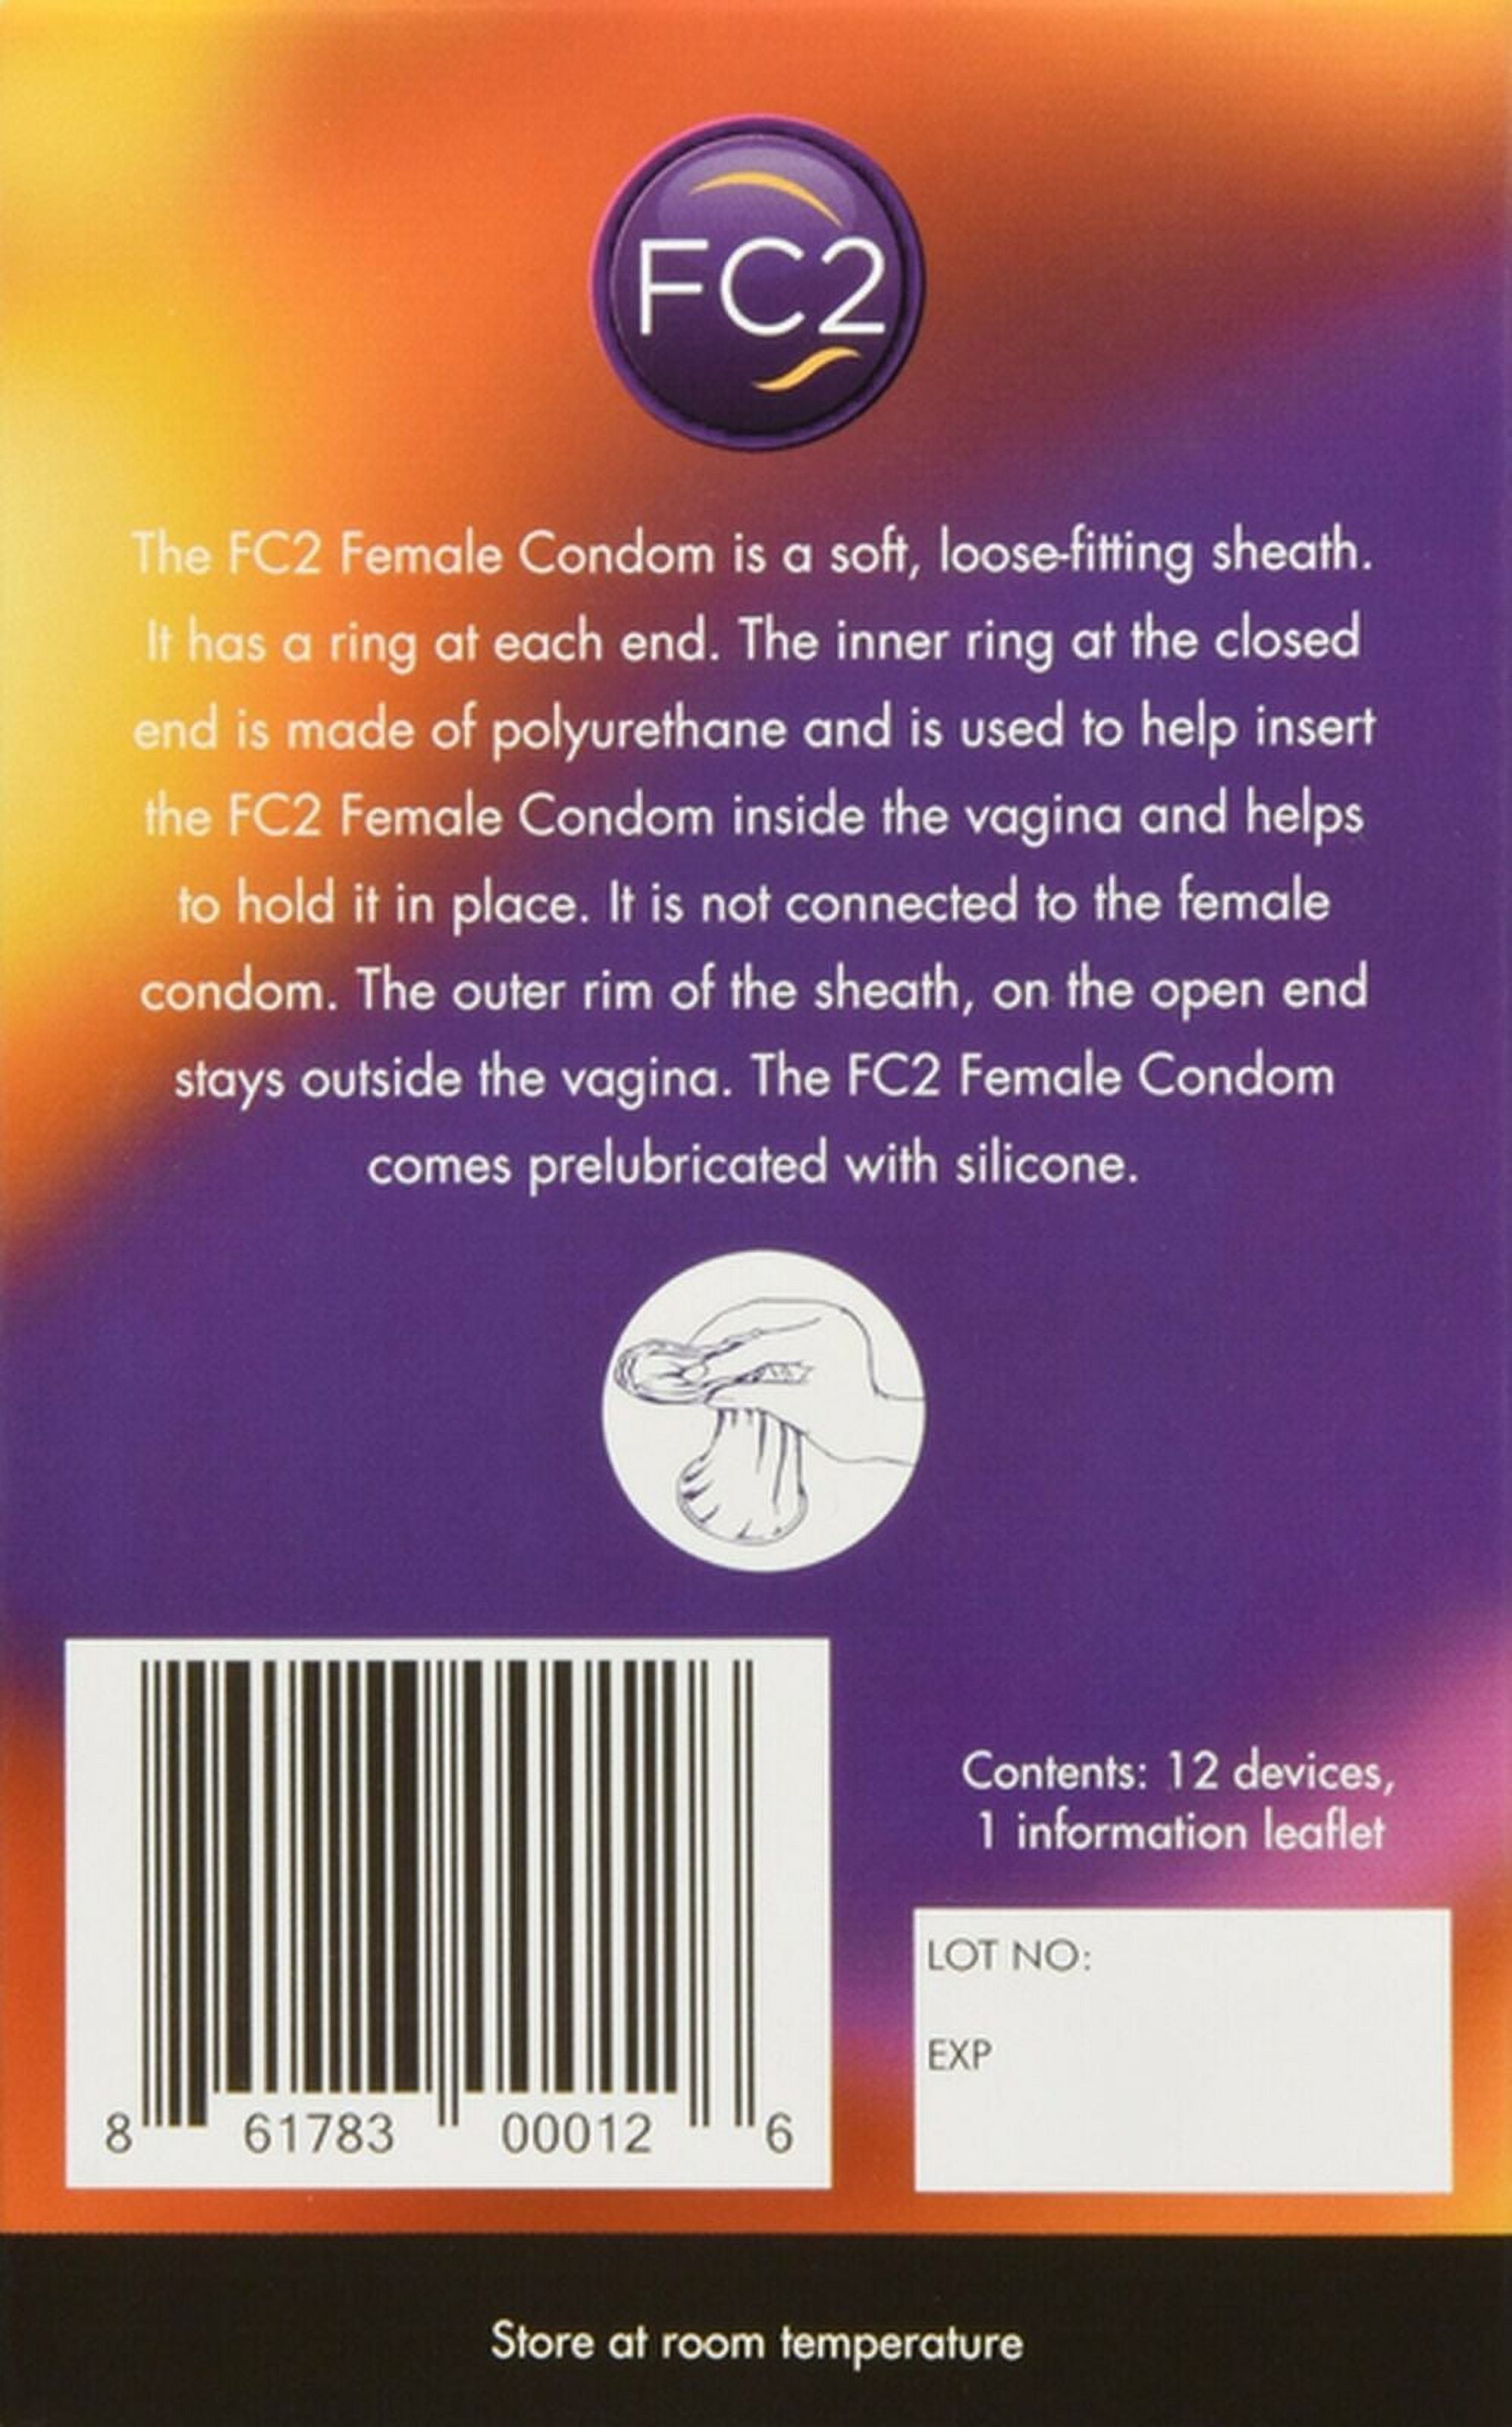 FC2
The FC2 Female Condom is a soft, loose-fitting sheath.
It has a ring at each end. The inner ring at the closed
end is made of polyurethane and is used to help insert
the FC2 Female Condom inside the vagina and helps
to hold it in place. It is not connected to the female
condom. The outer rim of the sheath, on the open end
stays outside the vagina. The FC2 Female Condom
comes prelubricated with silicone.
Contents: 12 devices,
1 information leaflet
LOT NO:
EXP
8 61783 00012 6
Store at room temperature